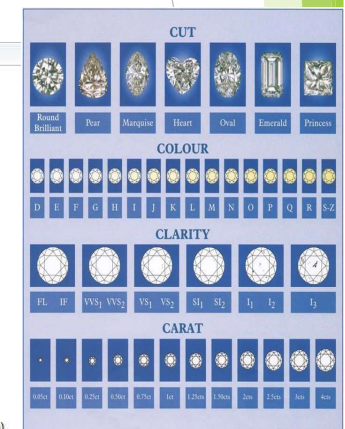 CUT
Round Brilliant Pear Marquise Heart Oval Emerald Princess
COLOUR
D E F G H I J K L M N O P Q R S-Z
CLARITY
FL IF VVS1 VVS2 VS1 VS2 SI1 SI2 I1 I2 I3
CARAT
0.05ct 0.10ct 0.25ct 0.50ct 0.75ct 1ct 1.25cts 1.50cts 2cts 2.5cts 3cts 4cts